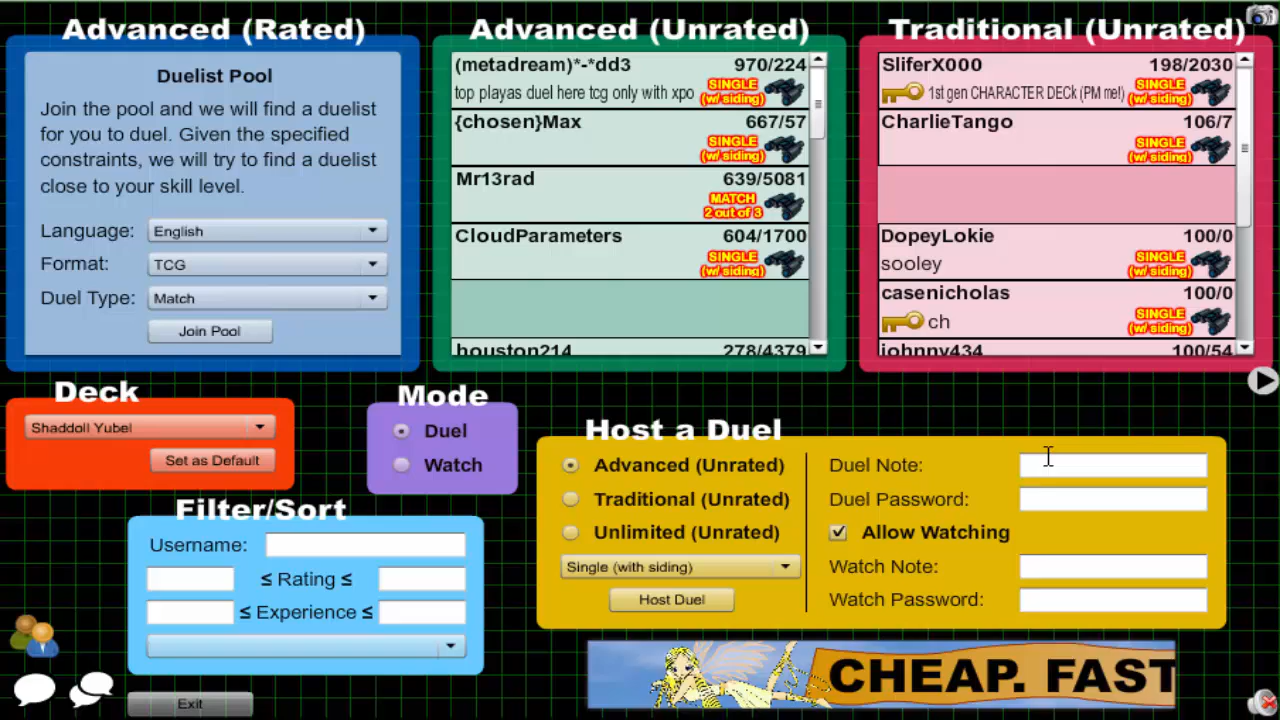 Advanced (Rated)
Duelist Pool
Join the pool and we will find a duelist
for you to duel. Given the specified
constraints, we will try to find a duelist
close to your skill level.
Language: English
Format: TCG
Duel Type: Match
Join Pool
Advanced (Unrated)
(metadream)*-*dd3 970/224
top playas duel here tcg only with xpo SINGLE
(w/ siding)
{chosen}Max 667/57
SINGLE
(w/ siding)
Mr13rad 639/5081
MATCH
2 out of 3
CloudParameters 604/1700
SINGLE
(w/ siding)
houston214 278/4379
Traditional (Unrated)
SliferX000 198/2030
1st gen CHARACTER DECk (PM me!) SINGLE
(w/ siding)
CharlieTango 106/7
SINGLE
(w/ siding)
DopeyLokie 100/0
sooley SINGLE
(w/ siding)
casenicholas 100/0
ch SINGLE
(w/ siding)
johnny434 100/54
Deck
Shaddoll Yubel
Set as Default
Mode
Duel
Watch
Filter/Sort
Username:
≤ Rating ≤
≤ Experience ≤
Exit
Host a Duel
Advanced (Unrated)
Traditional (Unrated)
Unlimited (Unrated)
Single (with siding)
Host Duel
Duel Note:
Duel Password:
Allow Watching
Watch Note:
Watch Password:
CHEAP. FAST